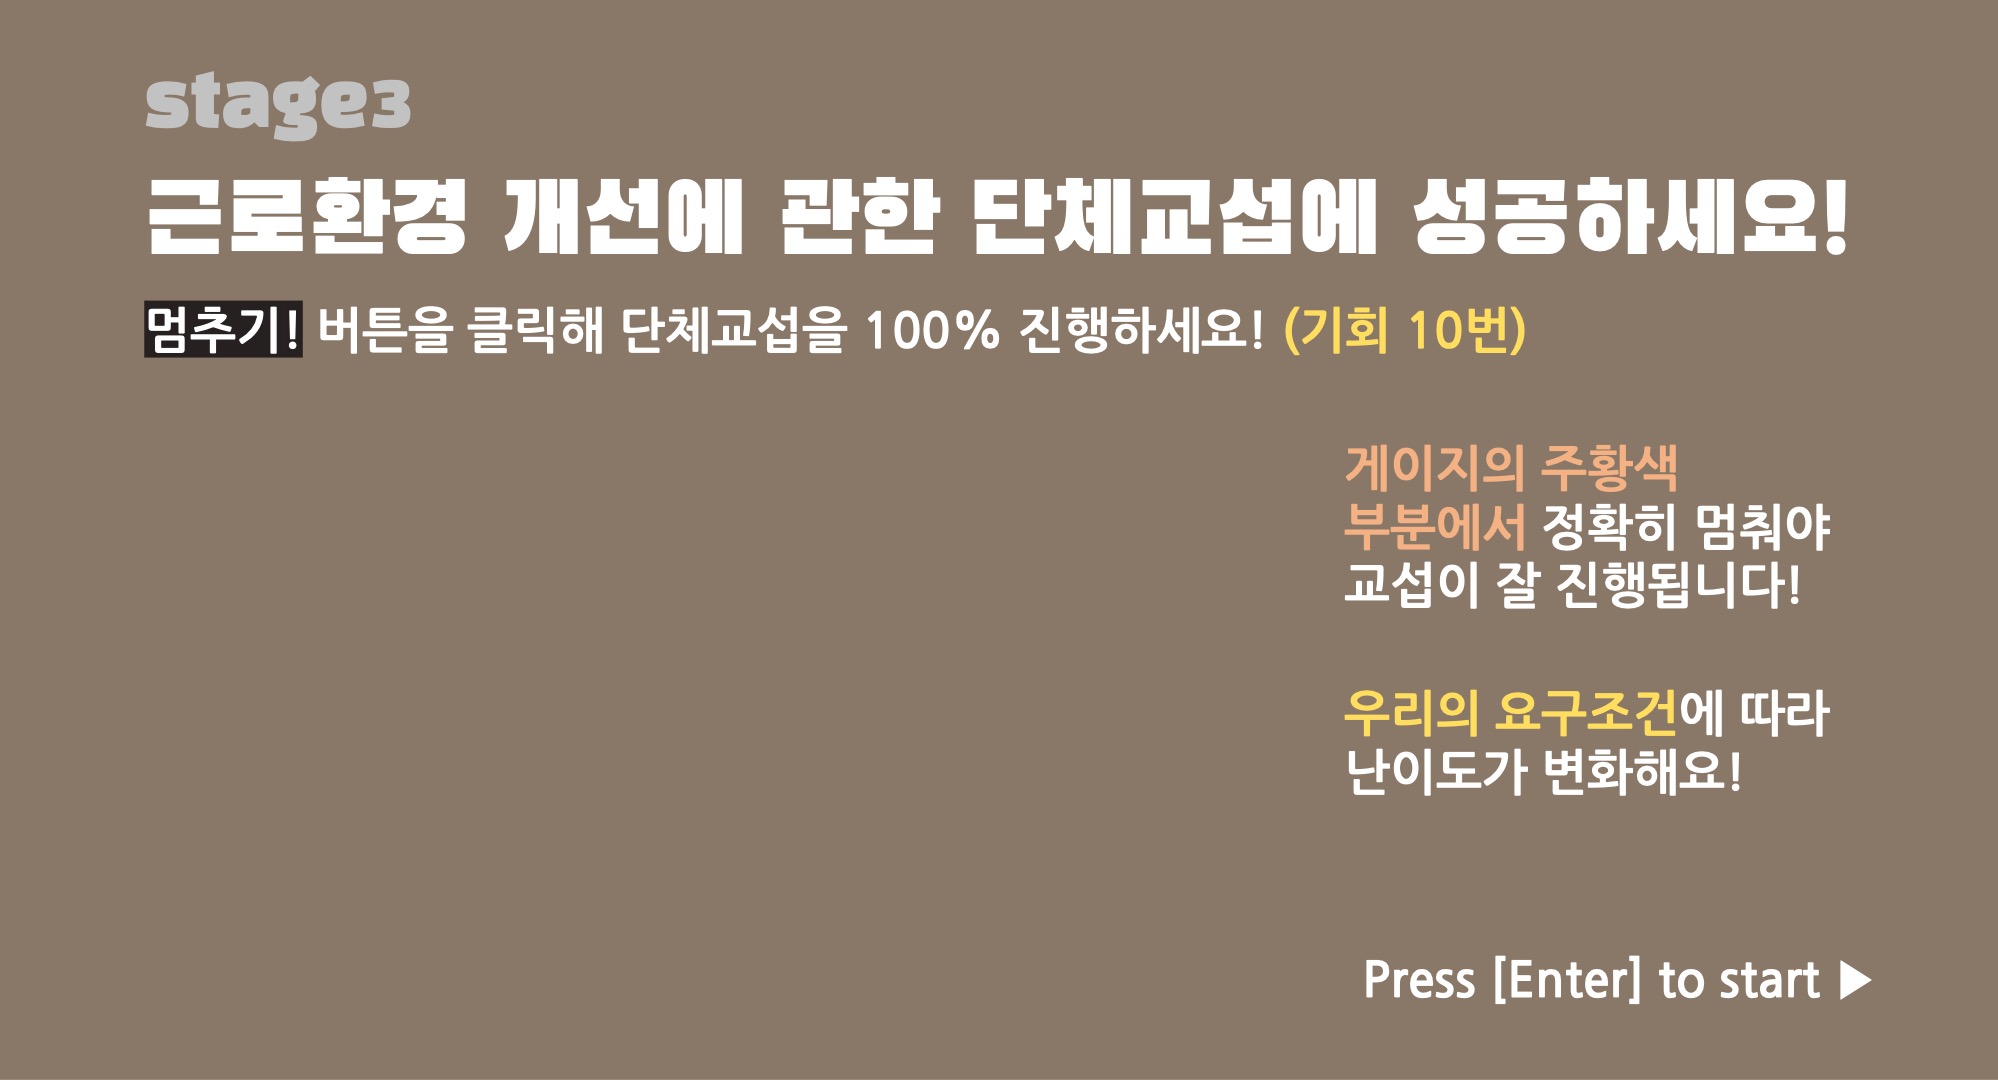 stage3
근로환경 개선에 관한 단체교섭에 성공하세요!
멈추기! 버튼을 클릭해 단체교섭을 100% 진행하세요! (기회 10번)
게이지의 주황색
부분에서 정확히 멈춰야
교섭이 잘 진행됩니다!
우리의 요구조건에 따라
난이도가 변화해요!
Press [Enter] to start ▶